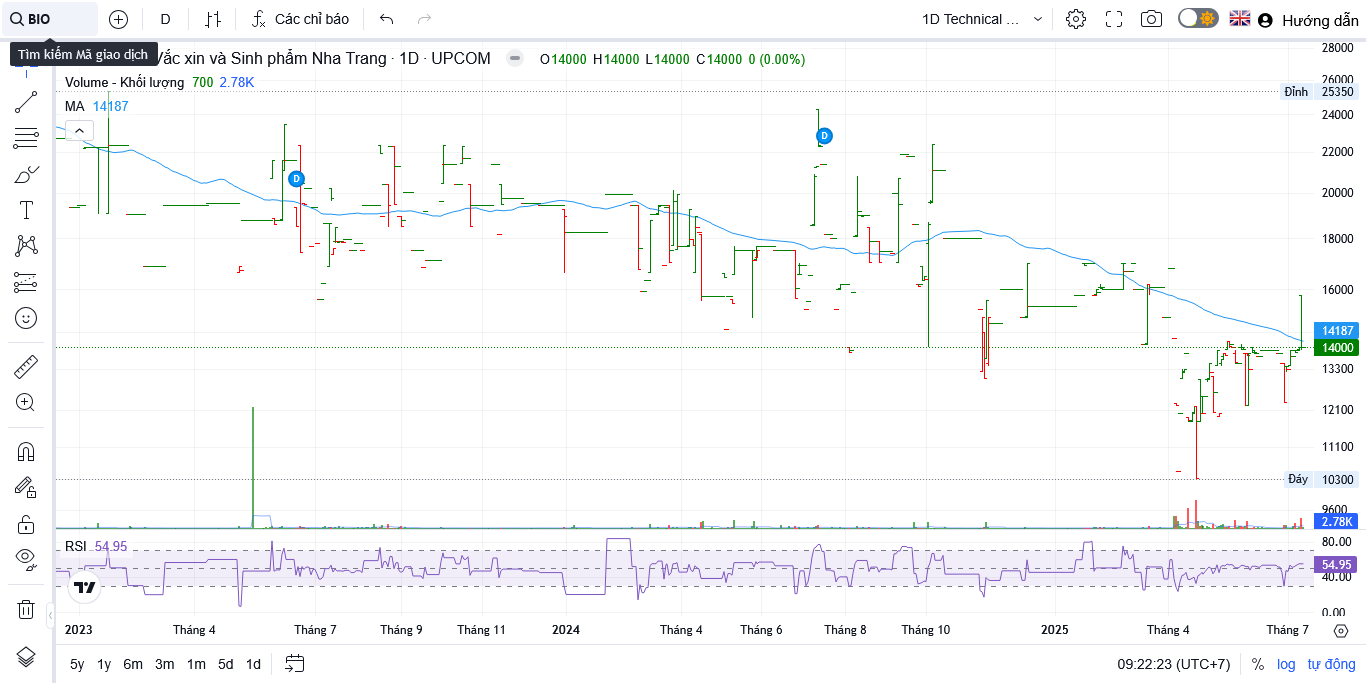 BIO D Các chỉ báo 1D Technical ... Hướng dẫn
Tìm kiếm Mã giao dịch
Vắc xin và Sinh phẩm Nha Trang · 1D · UPCOM O14000 H14000 L14000 C14000 0 (0.00%)
Volume - Khối lượng 700 2.78K
MA 14187
D
D
28000
26000
Đỉnh 25350
24000
22000
20000
18000
16000
14187
14000
13300
12100
11100
Đáy 10300
9600
2.78K
RSI 54.95
80.00
54.95
40.00
0.00
2023 Tháng 4 Tháng 7 Tháng 9 Tháng 11 2024 Tháng 4 Tháng 6 Tháng 8 Tháng 10 2025 Tháng 4 Tháng 7
5y 1y 6m 3m 1m 5d 1d 09:22:23 (UTC+7) % log tự động